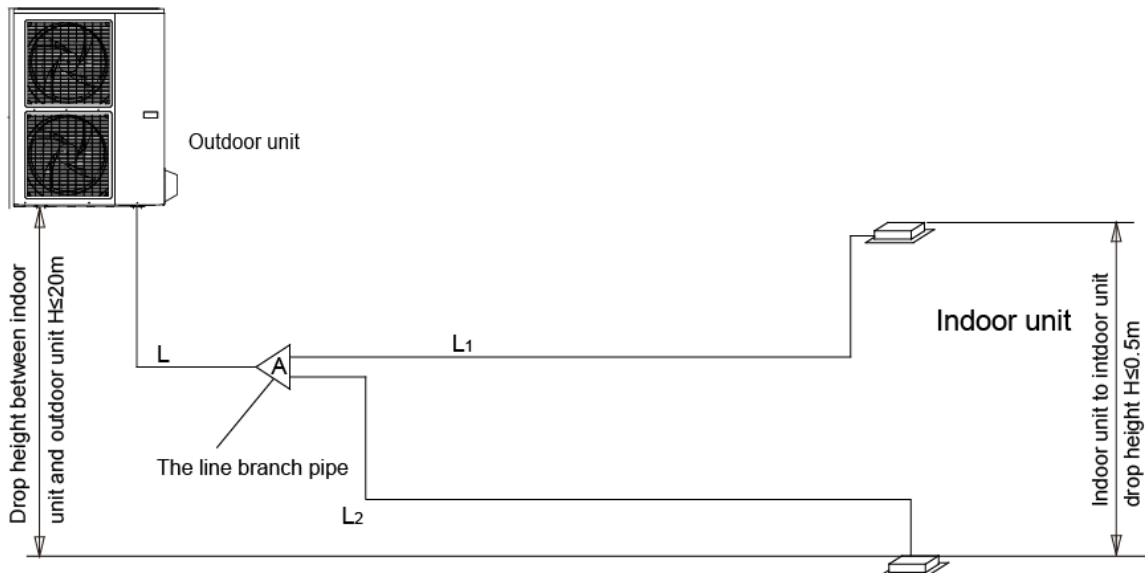 Outdoor unit
Drop height between indoor
unit and outdoor unit H≤20m
L
A
L1
Indoor unit
Indoor unit to intdoor unit
drop height H≤0.5m
The line branch pipe
L2